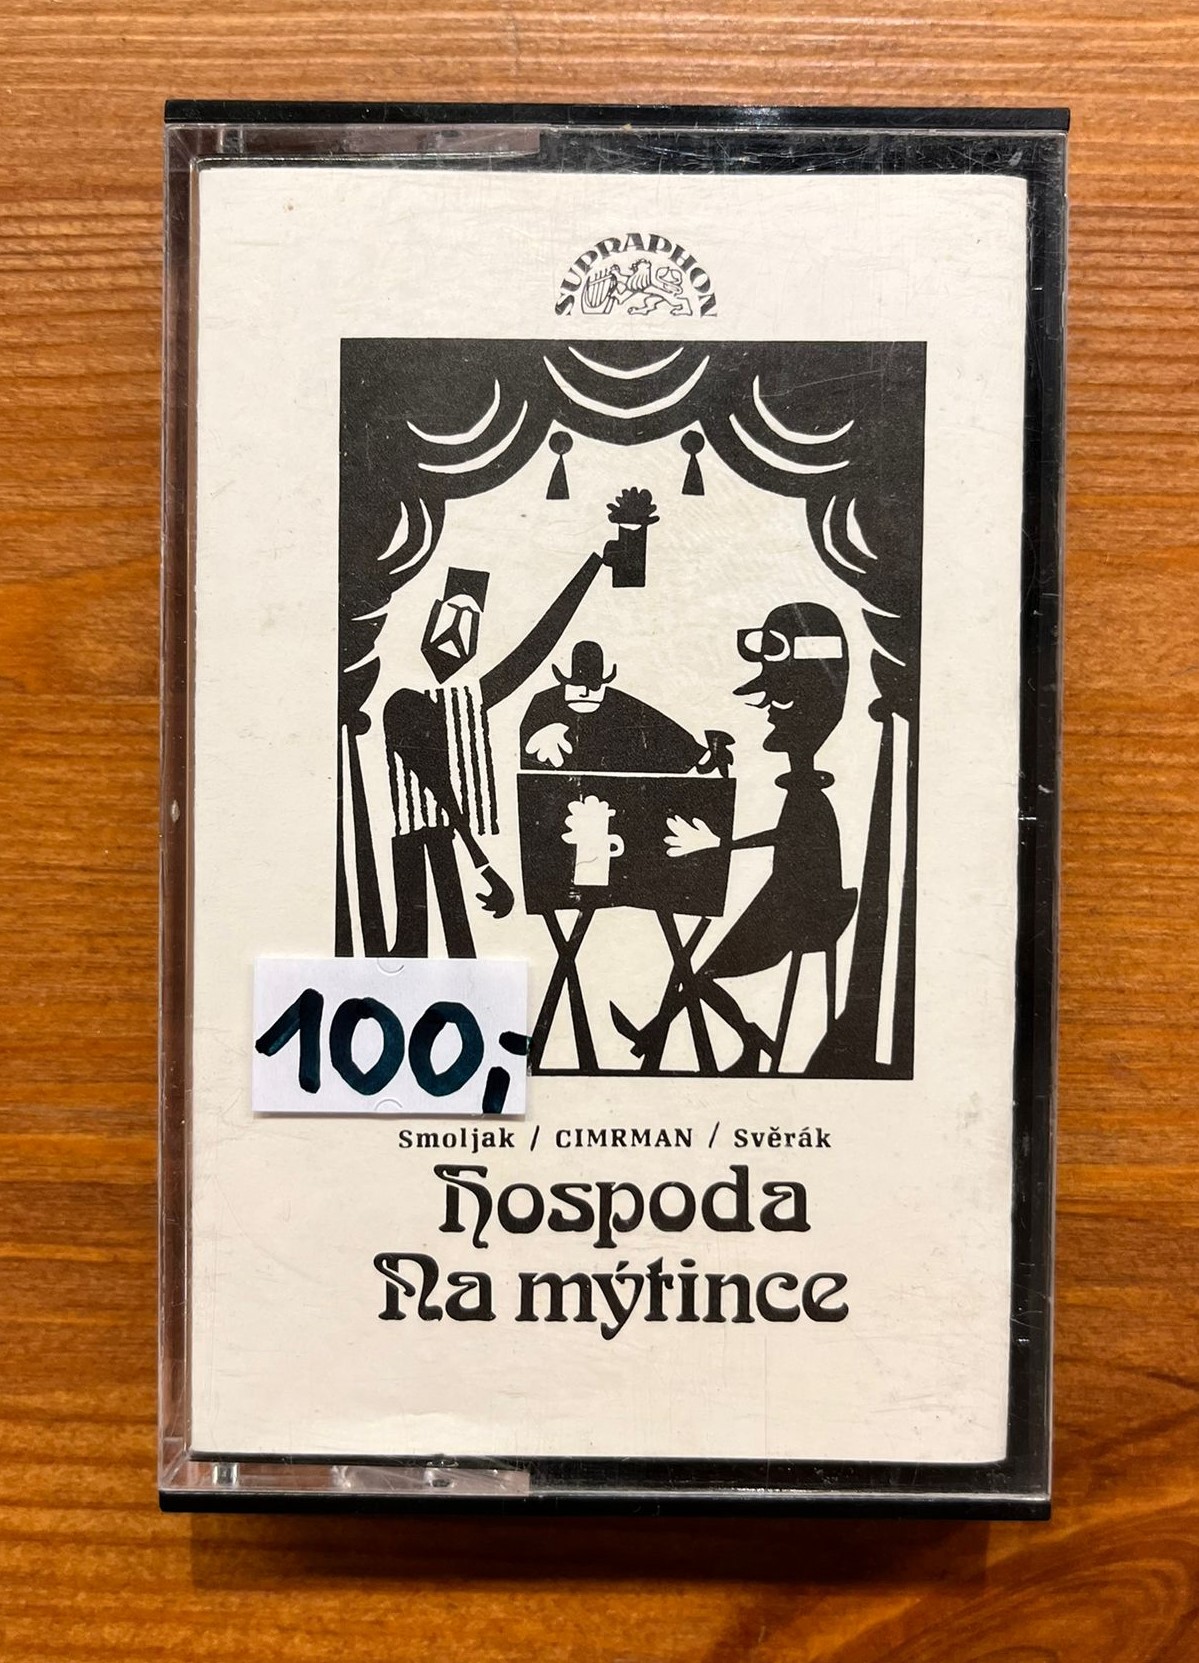 SUPRAPHON
100,-
Smoljak / CIMRMAN / Svěrák
Hospoda
Na mýtince